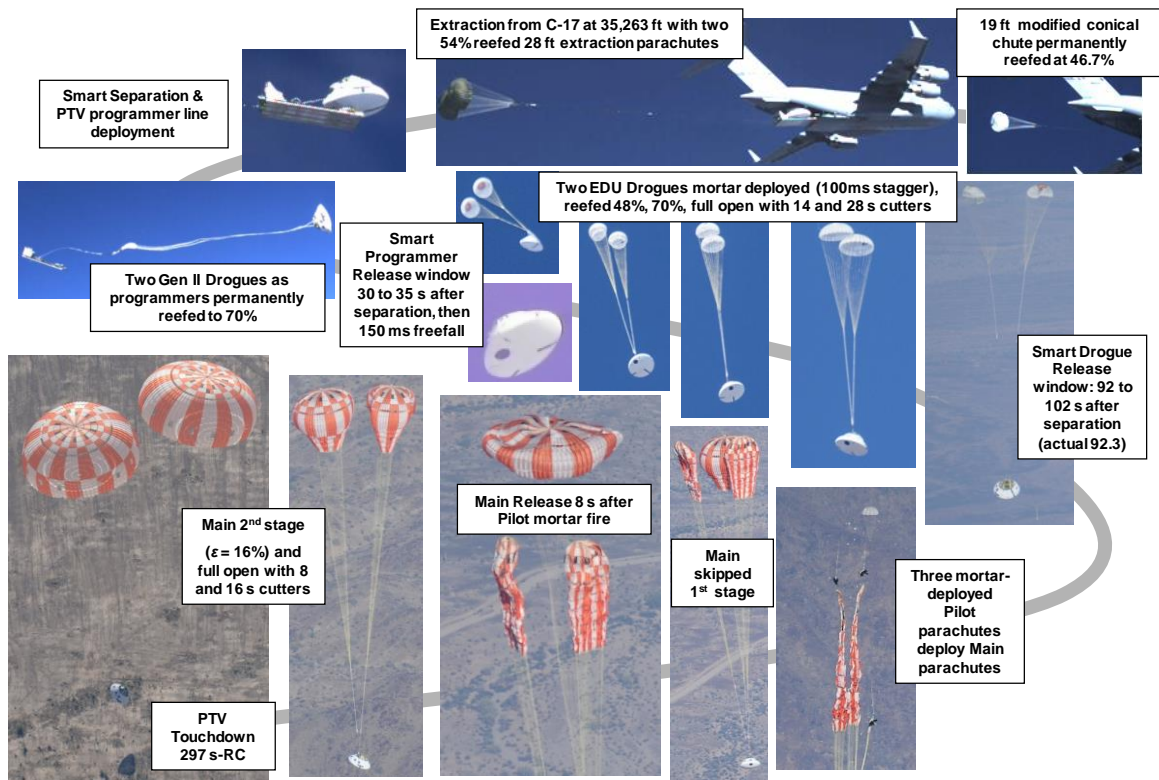 Extraction from C-17 at 35,263 ft with two
54% reefed 28 ft extraction parachutes
19 ft modified conical
chute permanently
reefed at 46.7%
Smart Separation &
PTV programmer line
deployment
Two EDU Drogues mortar deployed (100ms stagger),
reefed 48%, 70%, full open with 14 and 28 s cutters
Two Gen II Drogues as
programmers permanently
reefed to 70%
Smart
Programmer
Release window
30 to 35 s after
separation, then
150 ms freefall
Smart Drogue
Release
window: 92 to
102 s after
separation
(actual 92.3)
Main 2nd stage
(ε = 16%) and
full open with 8
and 16 s cutters
Main Release 8 s after
Pilot mortar fire
Main
skipped
1st stage
Three mortar-
deployed
Pilot
parachutes
deploy Main
parachutes
PTV
Touchdown
297 s-RC